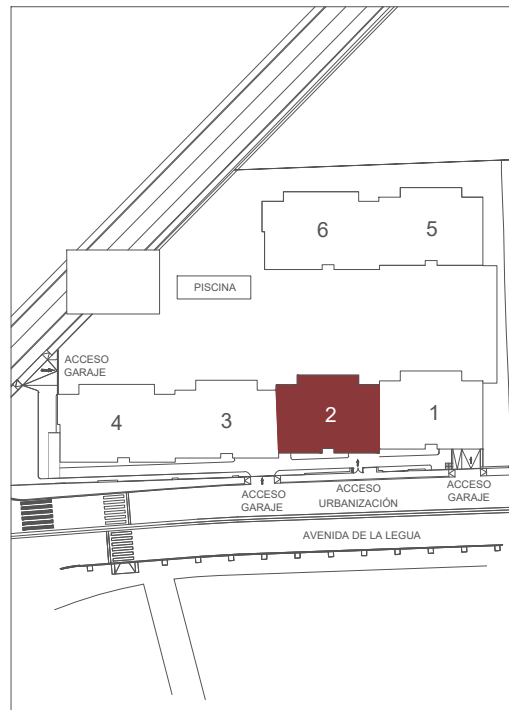 6
5
PISCINA
ACCESO
GARAJE
4
3
2
1
ACCESO
GARAJE
ACCESO
URBANIZACIÓN
ACCESO
GARAJE
AVENIDA DE LA LEGUA